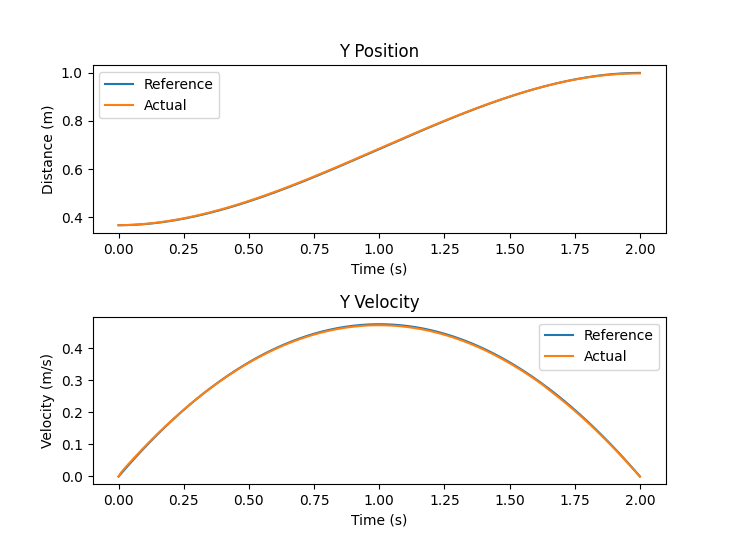 Y Position
Reference
Actual
Distance (m)
1.0
0.8
0.6
0.4
0.00 0.25 0.50 0.75 1.00 1.25 1.50 1.75 2.00
Time (s)
Y Velocity
Reference
Actual
Velocity (m/s)
0.4
0.3
0.2
0.1
0.0
0.00 0.25 0.50 0.75 1.00 1.25 1.50 1.75 2.00
Time (s)